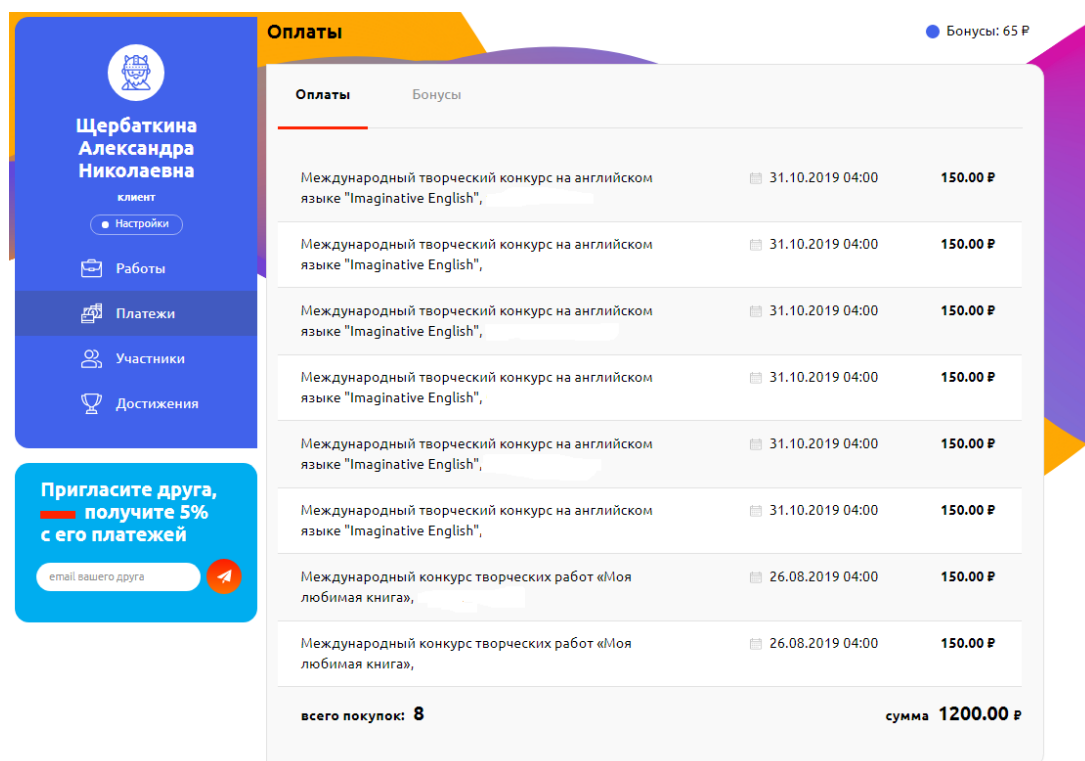 Оплаты
Бонусы: 65 ₽
Щербаткина
Александра
Николаевна
клиент
Настройки
Работы
Платежи
Участники
Достижения
Пригласите друга,
получите 5%
с его платежей
email вашего друга
Оплаты Бонусы
Международный творческий конкурс на английском 31.10.2019 04:00 150.00 ₽
языке "Imaginative English",
Международный творческий конкурс на английском 31.10.2019 04:00 150.00 ₽
языке "Imaginative English",
Международный творческий конкурс на английском 31.10.2019 04:00 150.00 ₽
языке "Imaginative English",
Международный творческий конкурс на английском 31.10.2019 04:00 150.00 ₽
языке "Imaginative English",
Международный творческий конкурс на английском 31.10.2019 04:00 150.00 ₽
языке "Imaginative English",
Международный творческий конкурс на английском 31.10.2019 04:00 150.00 ₽
языке "Imaginative English",
Международный конкурс творческих работ «Моя 26.08.2019 04:00 150.00 ₽
любимая книга»,
Международный конкурс творческих работ «Моя 26.08.2019 04:00 150.00 ₽
любимая книга»,
всего покупок: 8 сумма 1200.00 ₽